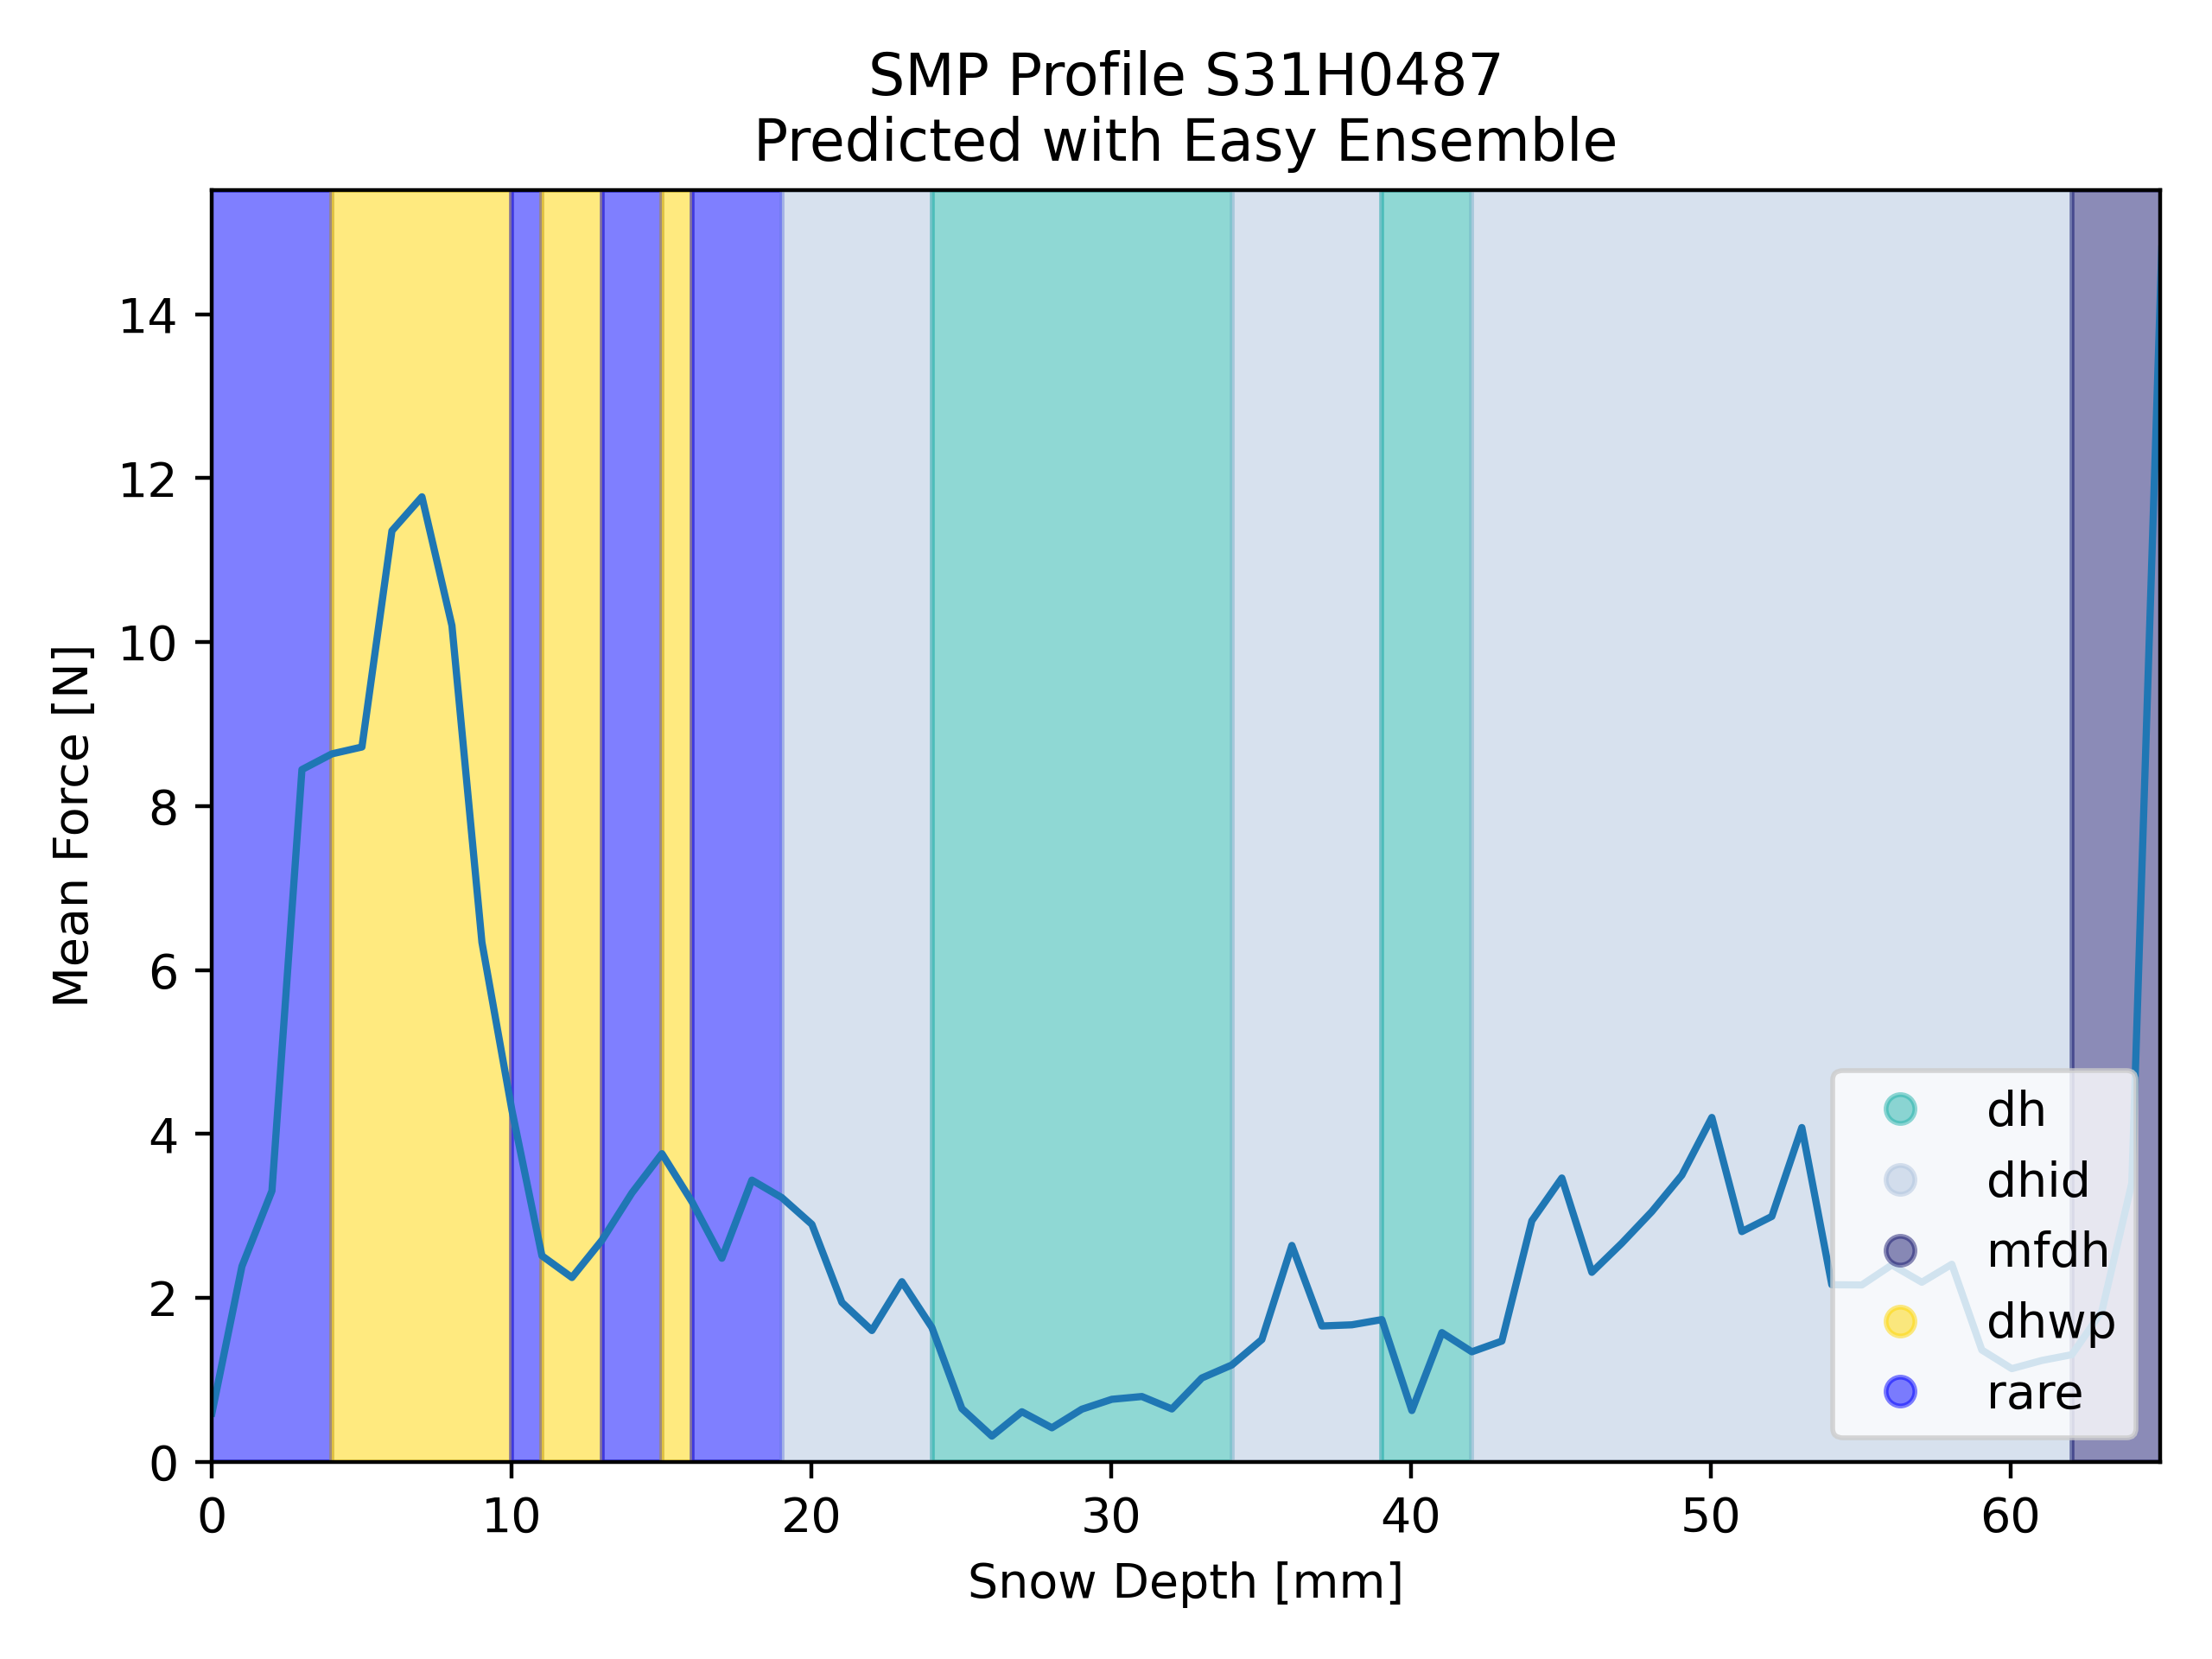 SMP Profile S31H0487
Predicted with Easy Ensemble
Mean Force [N]
14
12
10
8
6
4
2
0
0 10 20 30 40 50 60
Snow Depth [mm]
dh
dhid
mfdh
dhwp
rare